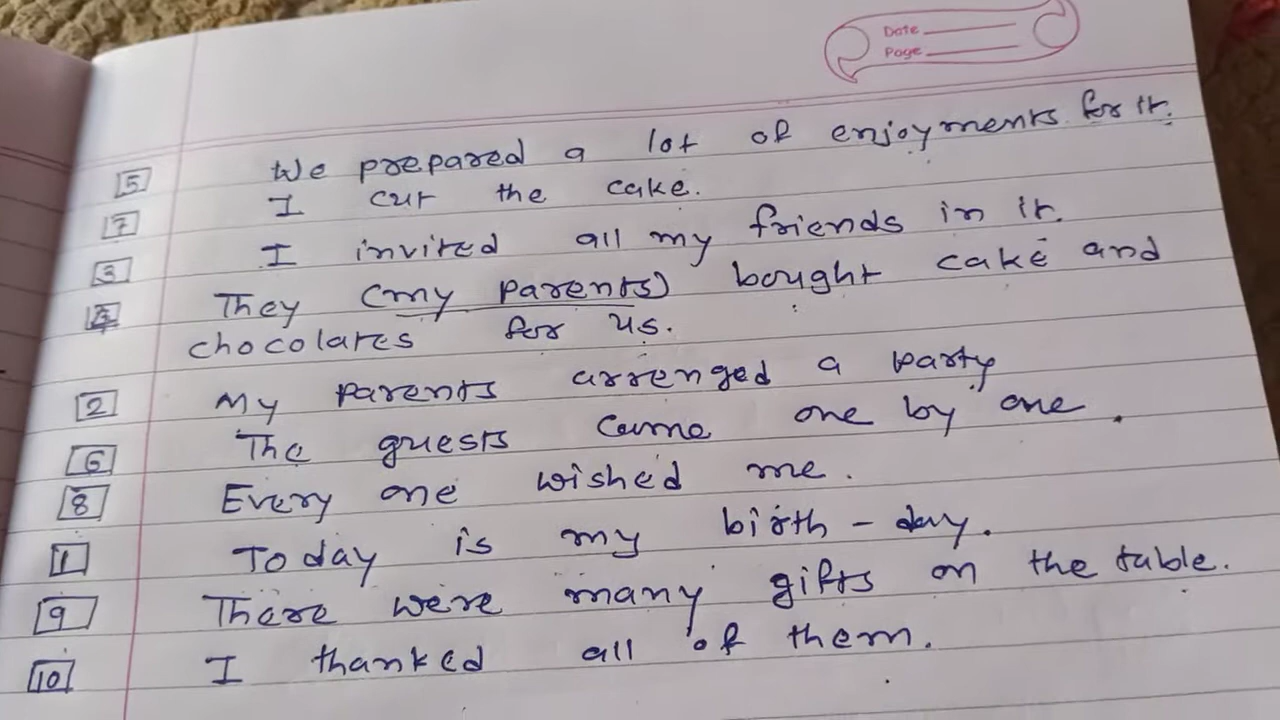 Date
Page
5 We prepared a lot of enjoyments for it.
7 I cut the cake.
3 I invited all my friends in it.
4 They (my parents) bought cake and
chocolates for us.
2 My parents arrenged a party
6 The guests came one by one.
8 Every one wished me.
1 Today is my birth-day.
9 There were many gifts on the table.
10 I thanked all of them.